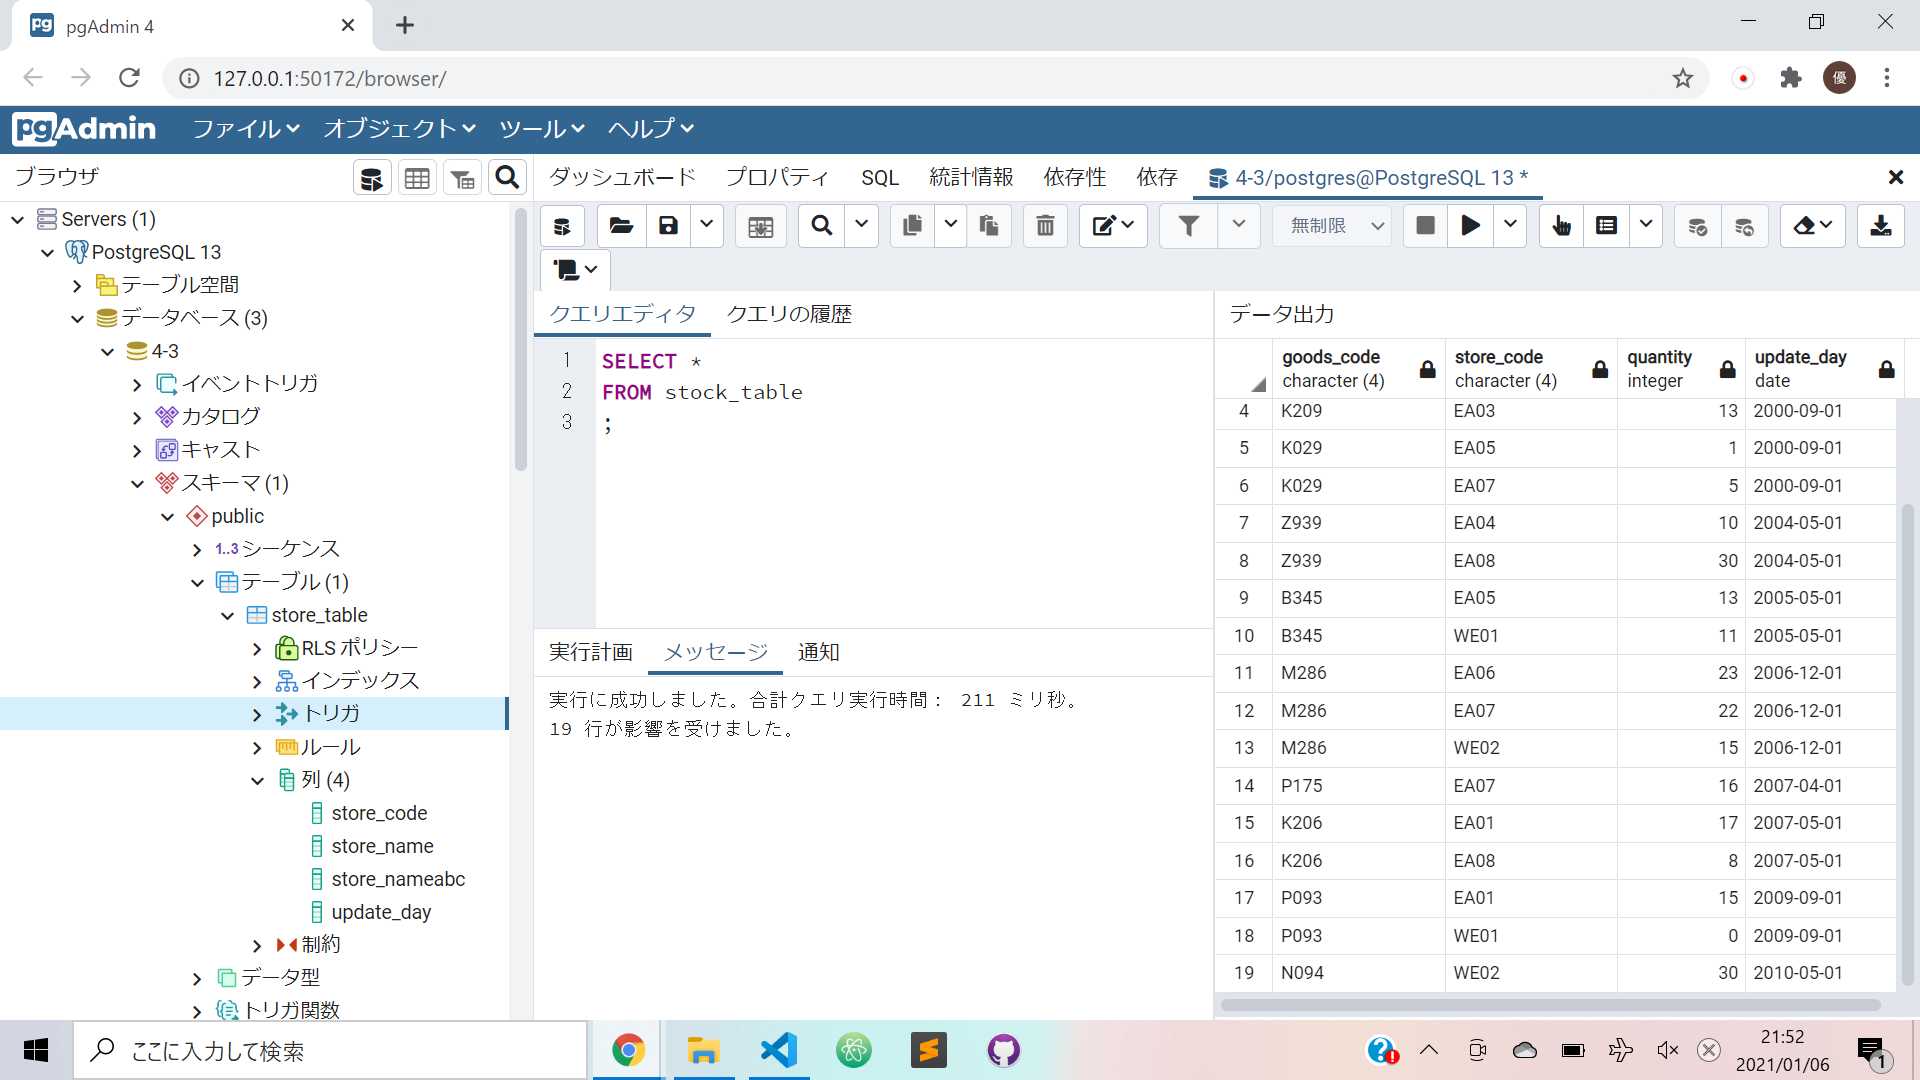 pgAdmin 4
127.0.0.1:50172/browser/
優
pgAdmin
ファイル
オブジェクト
ツール
ヘルプ
ブラウザ
ダッシュボード
プロパティ
SQL
統計情報
依存性
依存
4-3/postgres@PostgreSQL 13 *
Servers (1)
PostgreSQL 13
テーブル空間
データベース (3)
4-3
イベントトリガ
カタログ
キャスト
スキーマ (1)
public
1..3 シーケンス
テーブル (1)
store_table
RLS ポリシー
インデックス
トリガ
ルール
列 (4)
store_code
store_name
store_nameabc
update_day
制約
データ型
トリガ関数
無制限
クエリエディタ
クエリの履歴
1 SELECT *
2 FROM stock_table
3 ;
実行計画
メッセージ
通知
実行に成功しました。合計クエリ実行時間： 211 ミリ秒。
19 行が影響を受けました。
データ出力
goods_code store_code quantity update_day
character (4) character (4) integer date
4 K209 EA03 13 2000-09-01
5 K029 EA05 1 2000-09-01
6 K029 EA07 5 2000-09-01
7 Z939 EA04 10 2004-05-01
8 Z939 EA08 30 2004-05-01
9 B345 EA05 13 2005-05-01
10 B345 WE01 11 2005-05-01
11 M286 EA06 23 2006-12-01
12 M286 EA07 22 2006-12-01
13 M286 WE02 15 2006-12-01
14 P175 EA07 16 2007-04-01
15 K206 EA01 17 2007-05-01
16 K206 EA08 8 2007-05-01
17 P093 EA01 15 2009-09-01
18 P093 WE01 0 2009-09-01
19 N094 WE02 30 2010-05-01
ここに入力して検索
21:52
2021/01/06
1